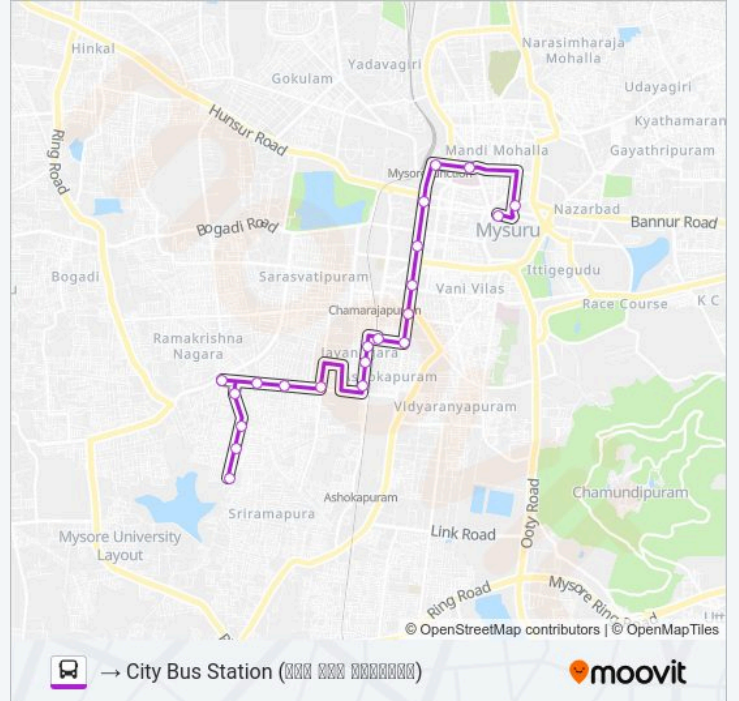 Hinkal
Narasimharaja
Mohalla
Yadavagiri
Gokulam
Udayagiri
Hunsur Road
Kyathamaran
Ring Road
Mandi Mohalla
Gayathripuram
Mysore Junction
Nazarbad
Bannur Road
Bogadi Road
Mysuru
Bogadi
Sarasvatipuram
Ittigegudu
Vani Vilas
Race Course
K C
Chamarajapuram
Ramakrishna
Nagara
Jayanagara
Ashokapuram
Vidyaranyapuram
Chamundipuram
Ashokapuram
Ooty Road
Sriramapura
Link Road
Mysore University
Layout
Ring Road
Mysore Ring Road
© OpenStreetMap contributors | © OpenMapTiles
→ City Bus Station
moovit